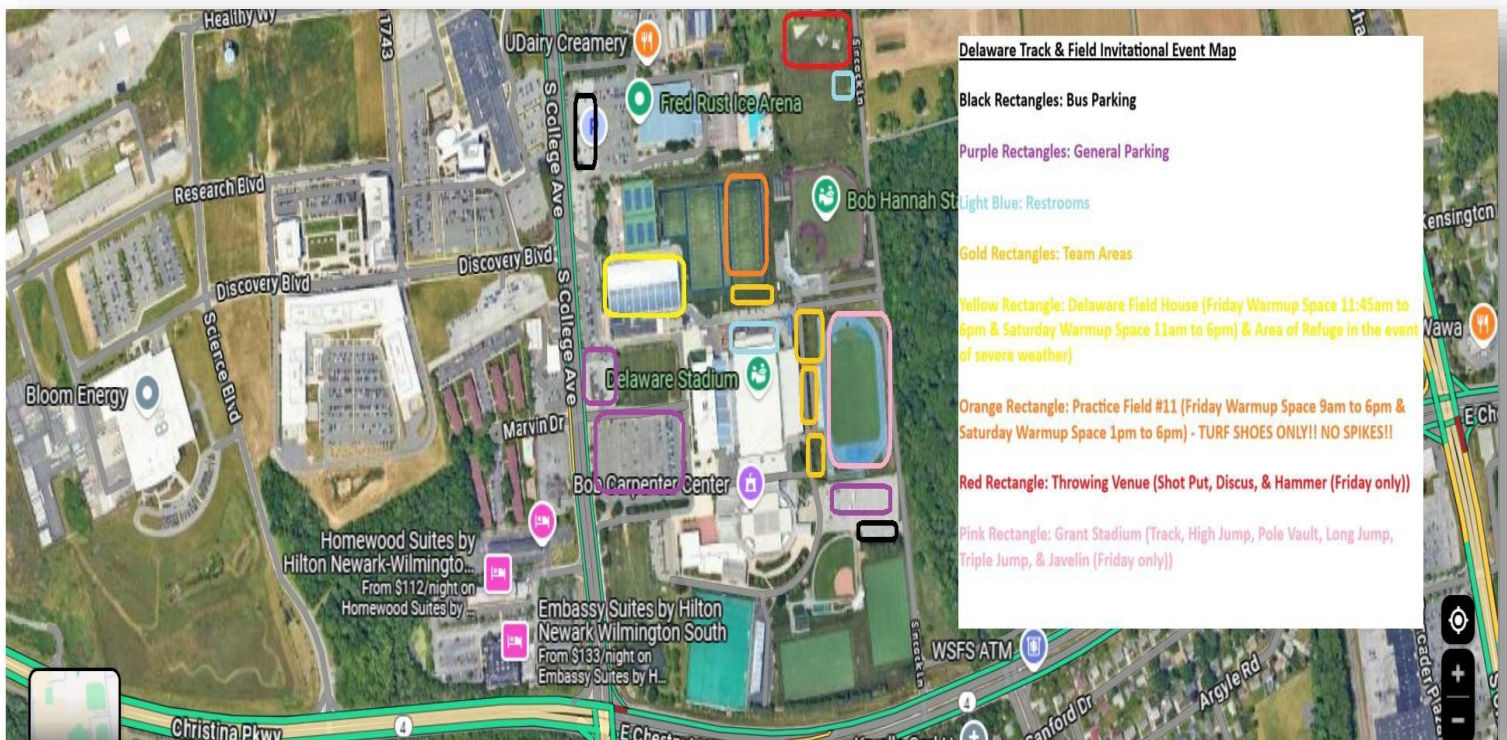 Healthy Wy
1743
UDairy Creamery
S College Ave
Fred Rust Ice Arena
P
Research Blvd
Bob Hannah St
Discovery Blvd
Discovery Blvd
S College Ave
Science Blvd
Bloom Energy
Delaware Stadium
Marvin Dr
Bob Carpenter Center
Homewood Suites by
Hilton Newark-Wilmingto...
From $112/night on
Homewood Suites by ...
Embassy Suites by Hilton
Newark Wilmington South
From $133/night on
Embassy Suites by H...
Christina Pkwy
4
E Chest
WSFS ATM
4
Sanford Dr
Argyle Rd
Kensington
Wawa
E Ch
Delaware Track & Field Invitational Event Map
Black Rectangles: Bus Parking
Purple Rectangles: General Parking
Light Blue: Restrooms
Gold Rectangles: Team Areas
Yellow Rectangle: Delaware Field House (Friday Warmup Space 11:45am to
6pm & Saturday Warmup Space 11am to 6pm) & Area of Refuge in the event
of severe weather)
Orange Rectangle: Practice Field #11 (Friday Warmup Space 9am to 6pm &
Saturday Warmup Space 1pm to 6pm) - TURF SHOES ONLY!! NO SPIKES!!
Red Rectangle: Throwing Venue (Shot Put, Discus, & Hammer (Friday only))
Pink Rectangle: Grant Stadium (Track, High Jump, Pole Vault, Long Jump,
Triple Jump, & Javelin (Friday only))